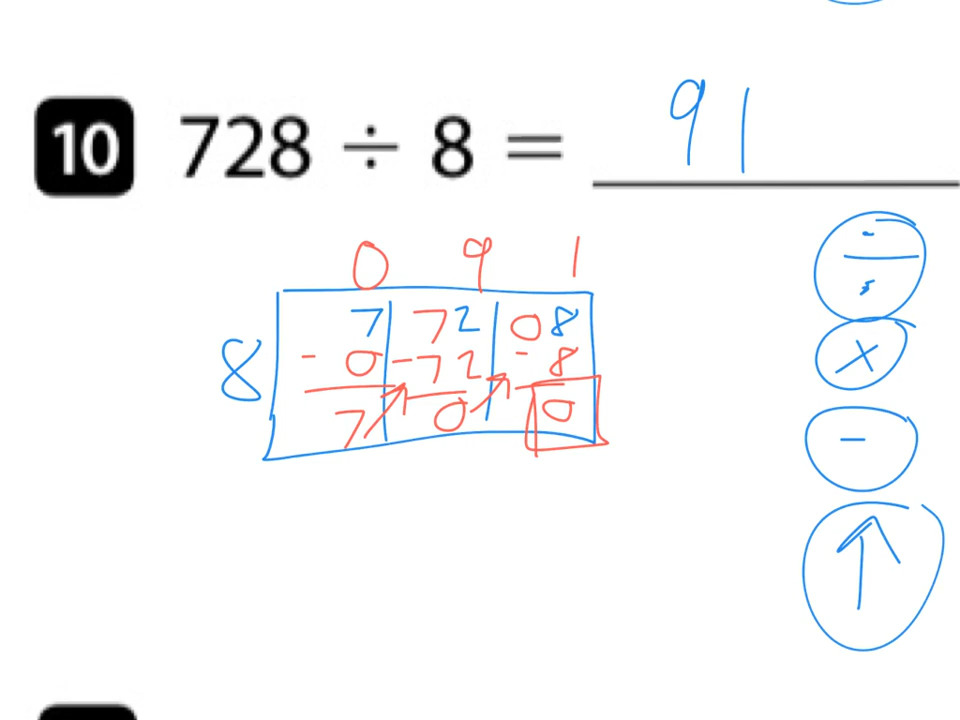 10 728 ÷ 8 = 91
0 9 1
8 7 72 08
- 0 - 72 - 8
7 0 0
÷
×
-
↑